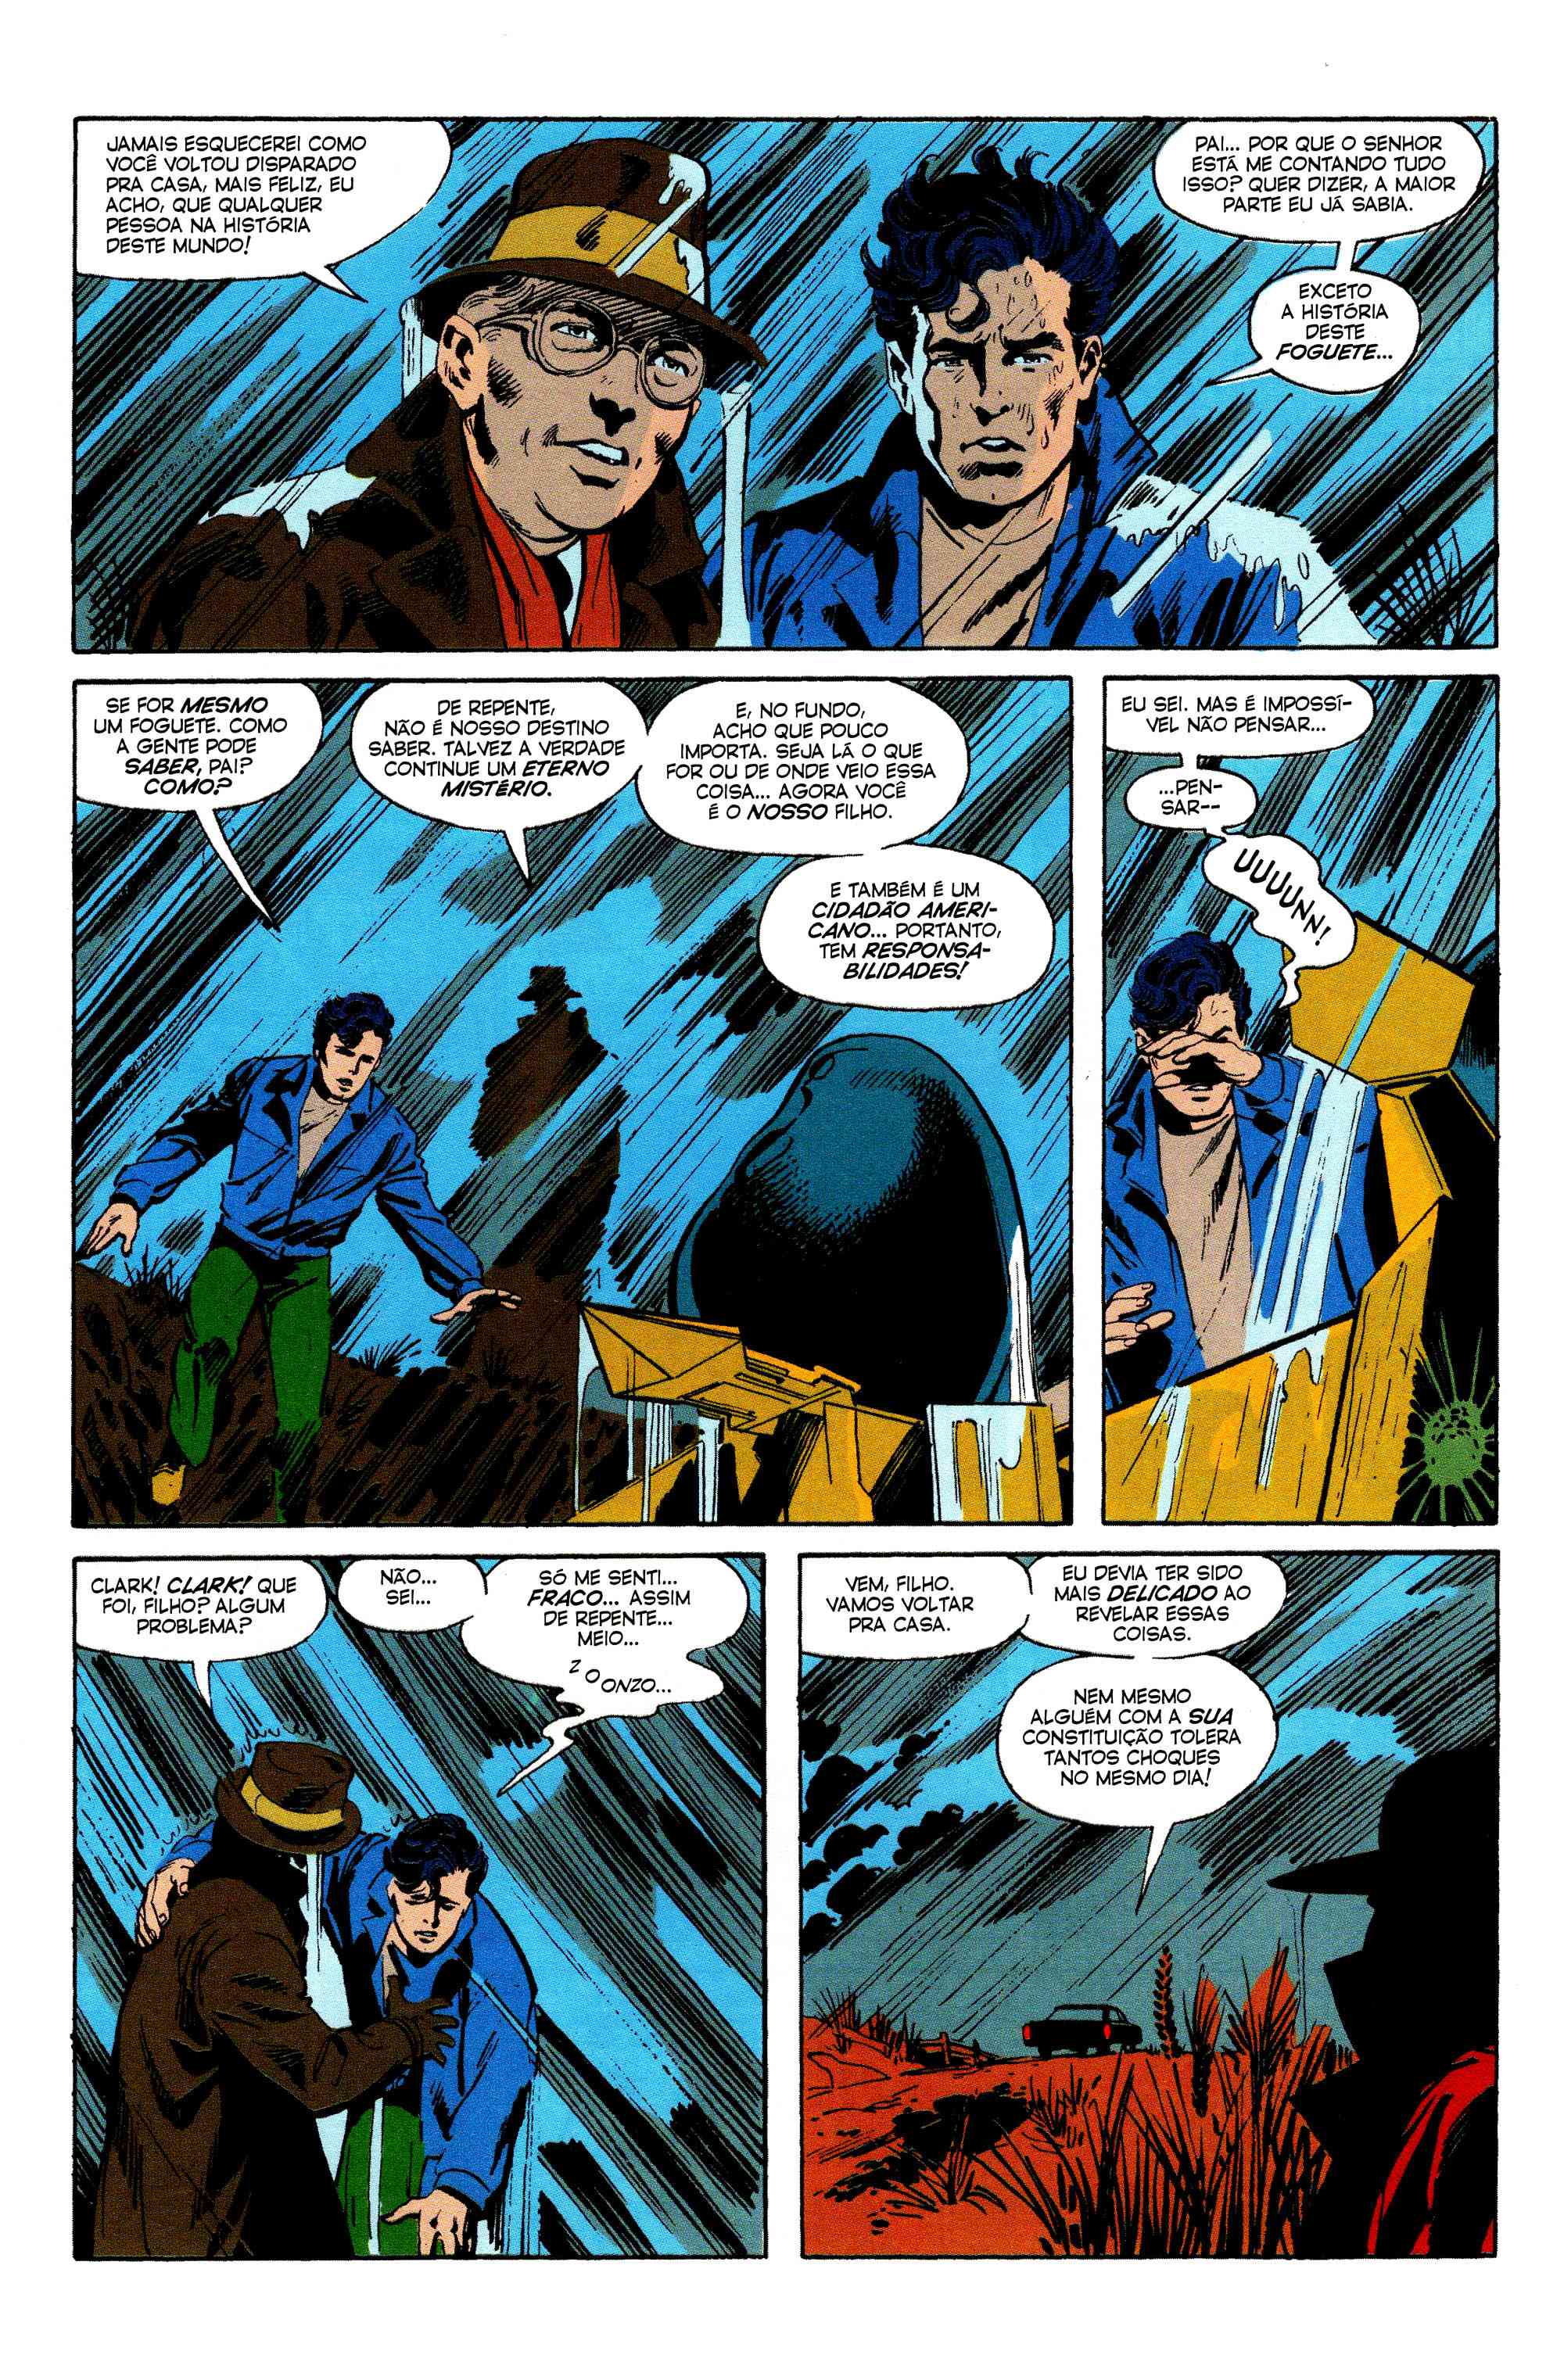 JAMAIS ESQUECEREI COMO
VOCÊ VOLTOU DISPARADO
PRA CASA, MAIS FELIZ, EU
ACHO, QUE QUALQUER
PESSOA NA HISTÓRIA
DESTE MUNDO!
PAI... POR QUE O SENHOR
ESTÁ ME CONTANDO TUDO
ISSO? QUER DIZER, A MAIOR
PARTE EU JÁ SABIA.
EXCETO
A HISTÓRIA
DESTE
FOGUETE...
SE FOR MESMO
UM FOGUETE. COMO
A GENTE PODE
SABER, PAI?
COMO?
DE REPENTE,
NÃO É NOSSO DESTINO
SABER. TALVEZ A VERDADE
CONTINUE UM ETERNO
MISTÉRIO.
E, NO FUNDO,
ACHO QUE POUCO
IMPORTA. SEJA LÁ O QUE
FOR OU DE ONDE VEIO ESSA
COISA... AGORA VOCÊ
É O NOSSO FILHO.
E TAMBÉM É UM
CIDADÃO AMERI-
CANO... PORTANTO,
TEM RESPONSA-
BILIDADES!
EU SEI. MAS É IMPOSSÍ-
VEL NÃO PENSAR...
...PEN-
SAR--
UUUUNN!
CLARK! CLARK! QUE
FOI, FILHO? ALGUM
PROBLEMA?
NÃO...
SEI...
SÓ ME SENTI...
FRACO... ASSIM
DE REPENTE...
MEIO...
ZOONZO...
VEM, FILHO.
VAMOS VOLTAR
PRA CASA.
EU DEVIA TER SIDO
MAIS DELICADO AO
REVELAR ESSAS
COISAS.
NEM MESMO
ALGUÉM COM A SUA
CONSTITUIÇÃO TOLERA
TANTOS CHOQUES
NO MESMO DIA!